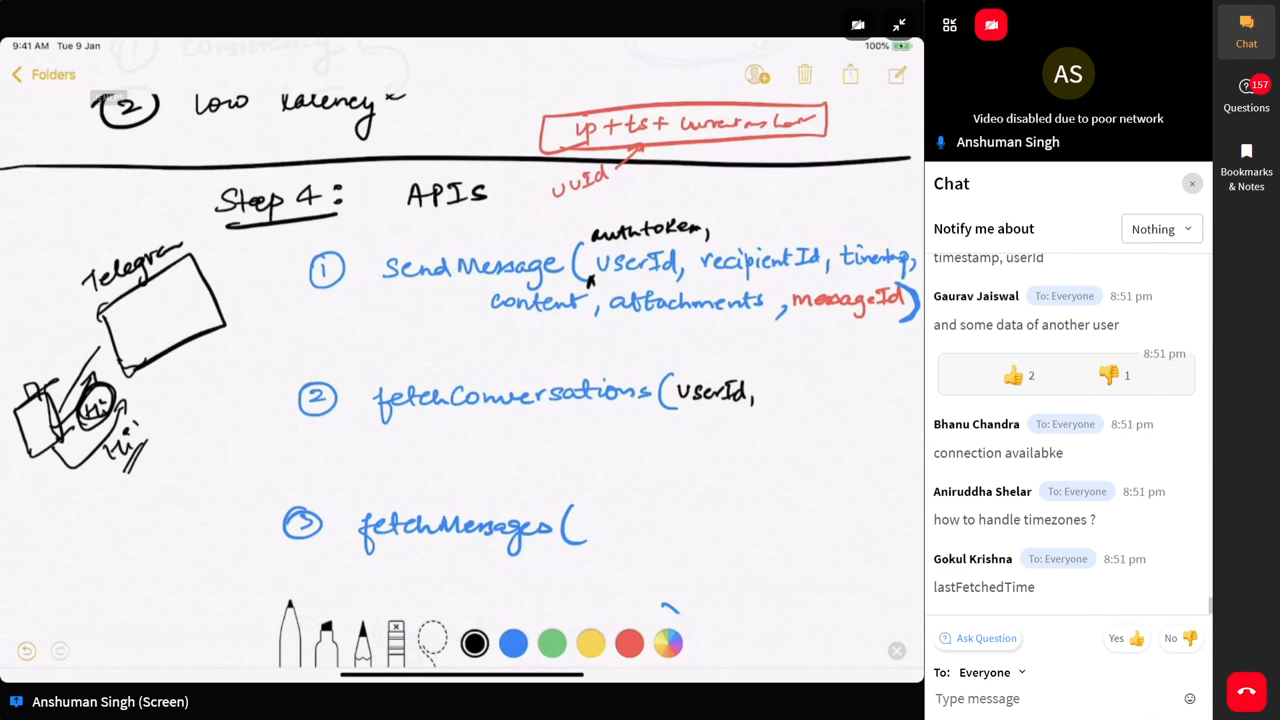 9:41 AM Tue 9 Jan
100%
Folders
① consistency
② Low Latency
ip + ts +
uuid
Step 4: APIs
Telegram
authtoken,
① sendMessage ( userId, recipientId, timestamp,
content, attachments, messageId)
② fetchConversations ( userId,
Hi
Hi
③ fetchMessages (
Anshuman Singh (Screen)
AS
Video disabled due to poor network
Anshuman Singh
Chat
Notify me about
Nothing
timestamp, userId
Gaurav Jaiswal To: Everyone 8:51 pm
and some data of another user
8:51 pm
👍 2 👎 1
Bhanu Chandra To: Everyone 8:51 pm
connection availabke
Aniruddha Shelar To: Everyone 8:51 pm
how to handle timezones ?
Gokul Krishna To: Everyone 8:51 pm
lastFetchedTime
Ask Question Yes 👍 No 👎
To: Everyone
Type message
Chat
157
Questions
Bookmarks
& Notes